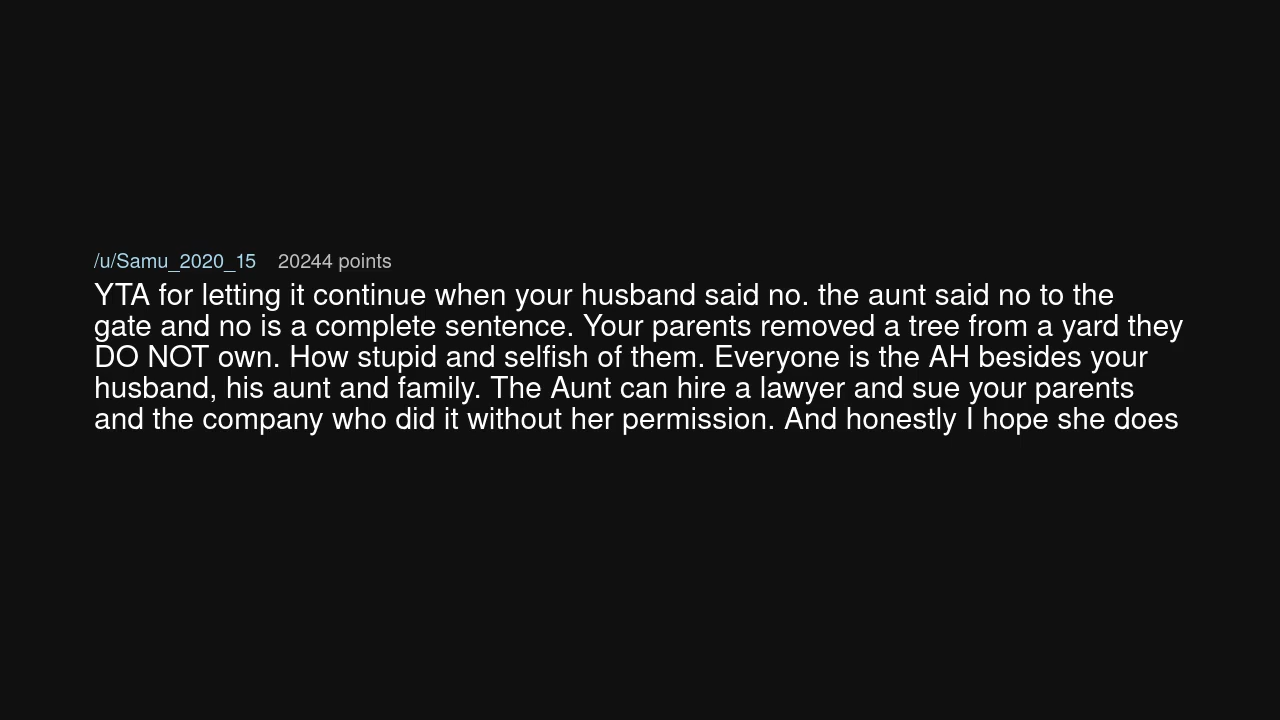 /u/Samu_2020_15 20244 points
YTA for letting it continue when your husband said no. the aunt said no to the
gate and no is a complete sentence. Your parents removed a tree from a yard they
DO NOT own. How stupid and selfish of them. Everyone is the AH besides your
husband, his aunt and family. The Aunt can hire a lawyer and sue your parents
and the company who did it without her permission. And honestly I hope she does